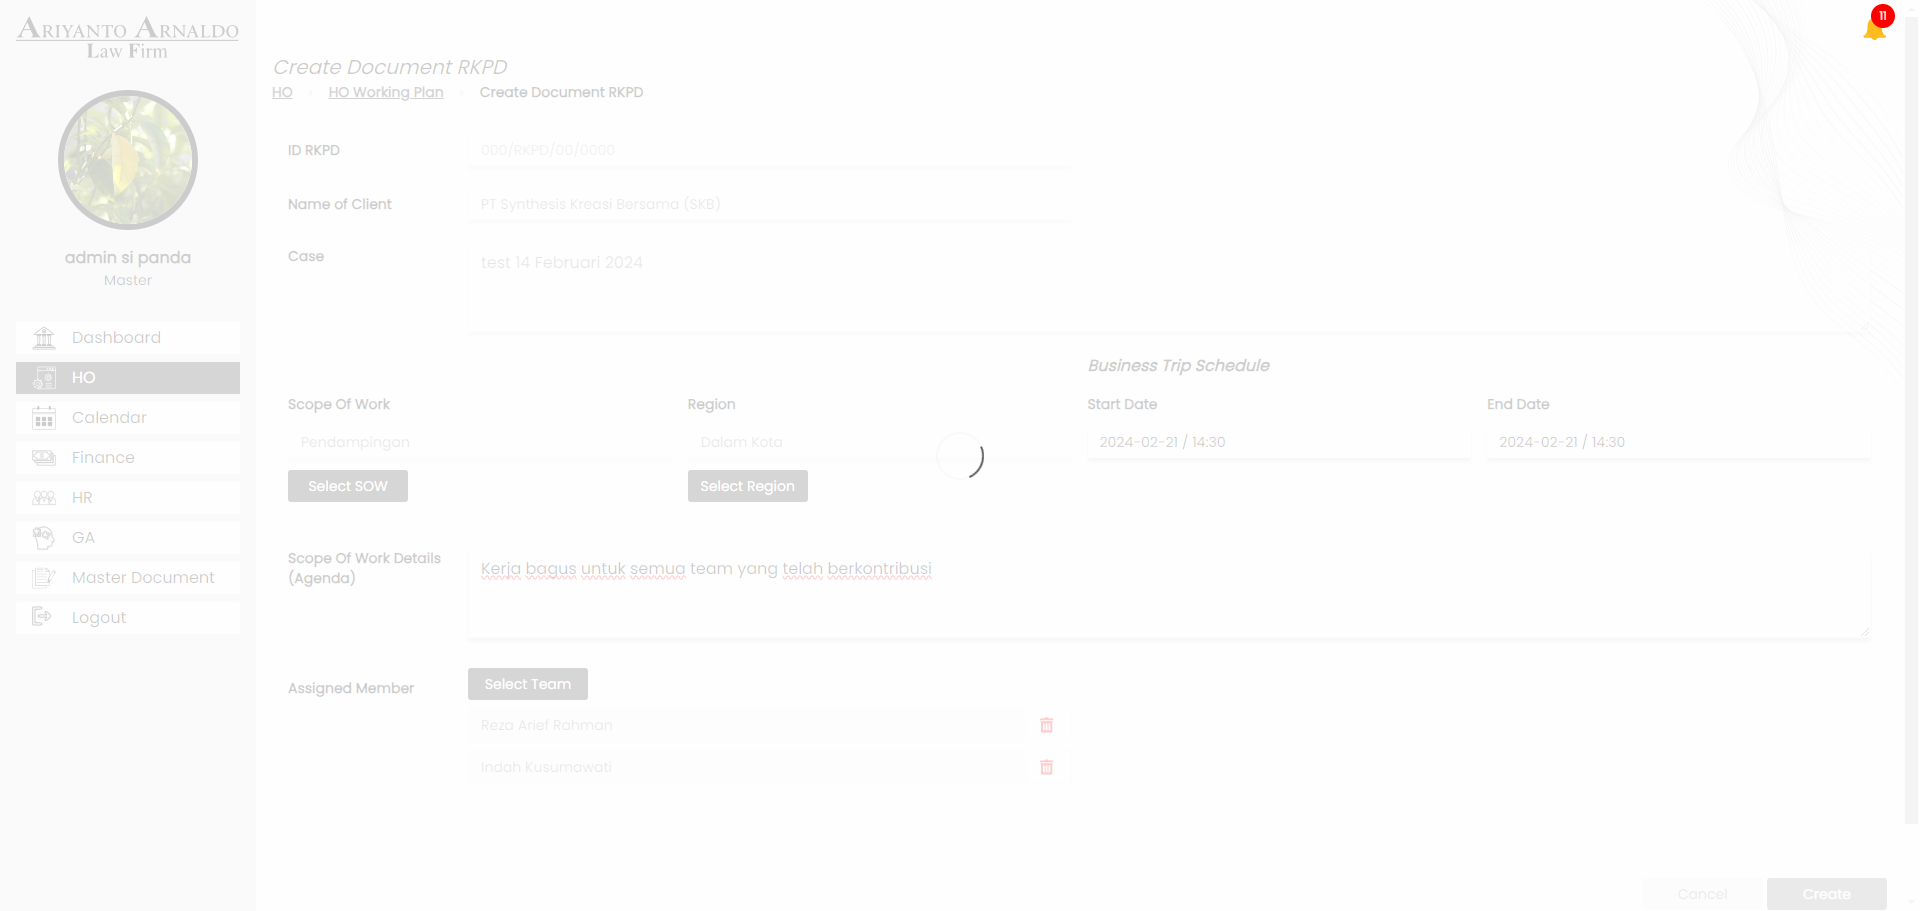 ARIYANTO ARNALDO
Law Firm
11
Create Document RKPD
HO
HO Working Plan
Create Document RKPD
ID RKPD
000/RKPD/00/0000
Name of Client
PT Synthesis Kreasi Bersama (SKB)
admin si panda
Master
Case
test 14 Februari 2024
Dashboard
HO
Calendar
Finance
HR
GA
Master Document
Logout
Business Trip Schedule
Scope Of Work
Region
Start Date
End Date
Pendampingan
Dalam Kota
2024-02-21 / 14:30
2024-02-21 / 14:30
Select SOW
Select Region
Scope Of Work Details
(Agenda)
Kerja bagus untuk semua team yang telah berkontribusi
Assigned Member
Select Team
Reza Arief Rahman
Indah Kusumawati
Cancel
Create